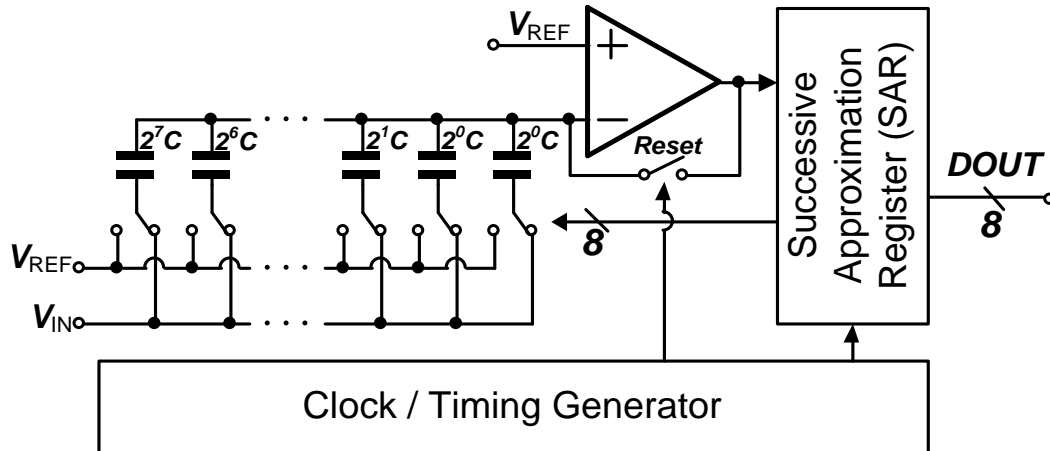 VREF
2⁷C
2⁶C
2¹C
2⁰C
2⁰C
+
−
Reset
Successive
Approximation
Register (SAR)
DOUT
8
8
VREF
VIN
Clock / Timing Generator